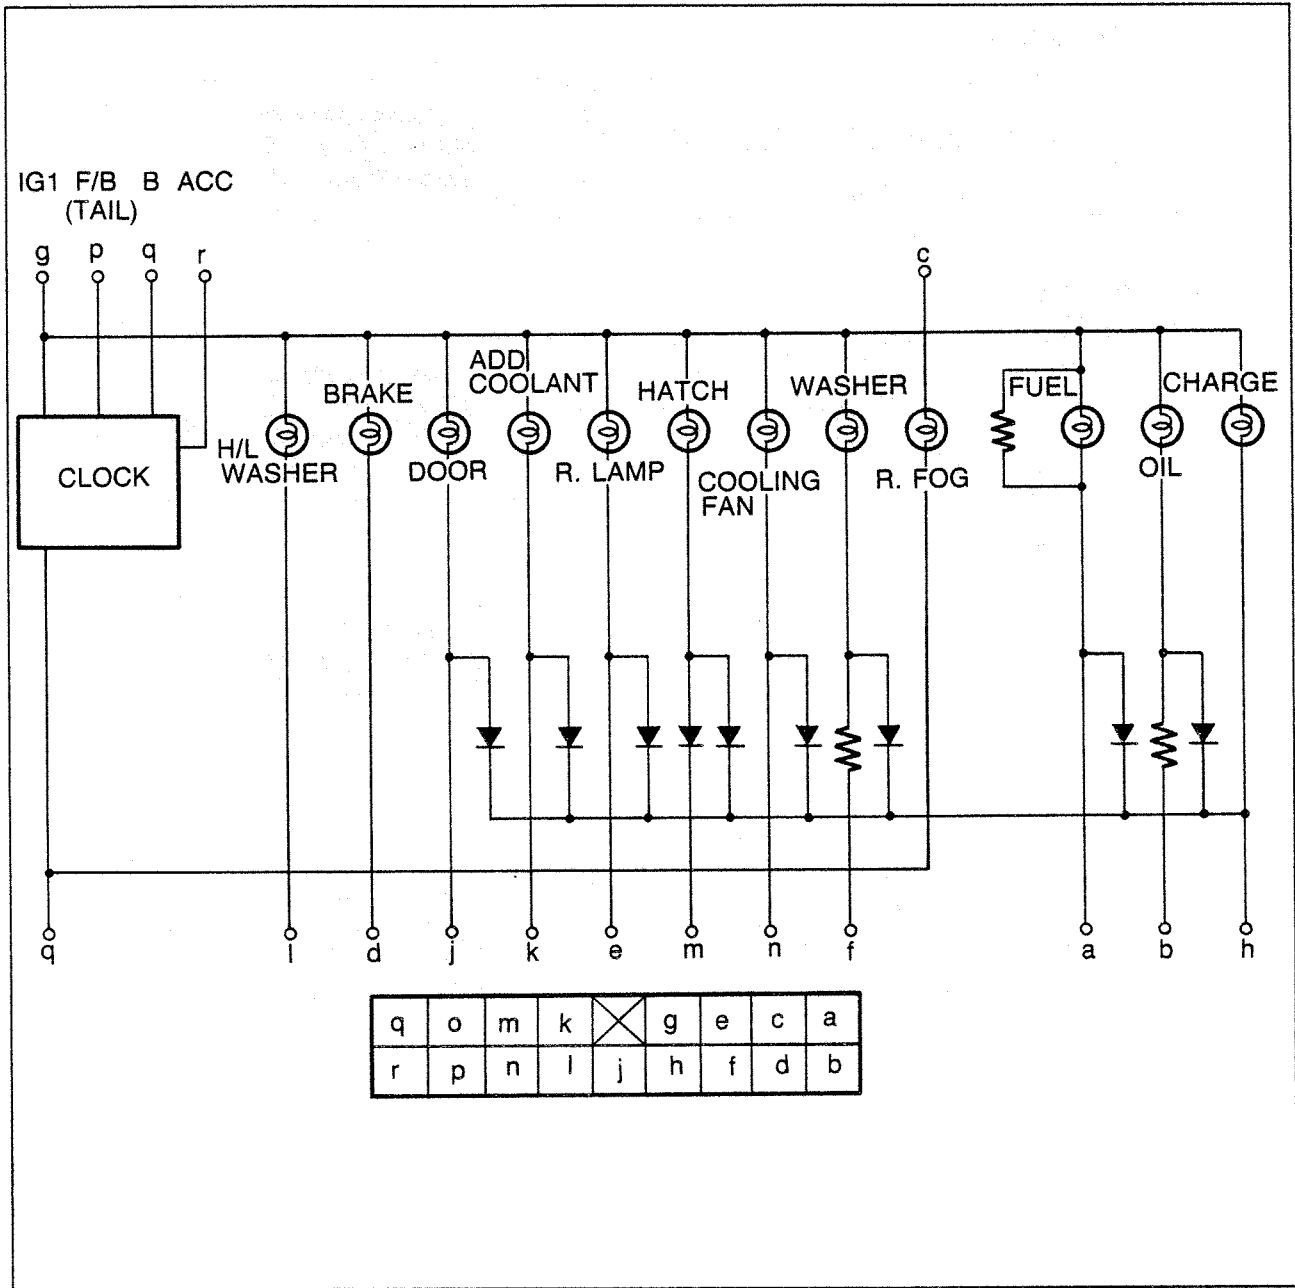 IG1 F/B B ACC
(TAIL)
g p q r c
ADD
COOLANT
BRAKE
HATCH
WASHER
FUEL
CHARGE
CLOCK
H/L
WASHER
DOOR
R. LAMP
COOLING
FAN
R. FOG
OIL
q l d j k e m n f a b h
q o m k g e c a
r p n l j h f d b